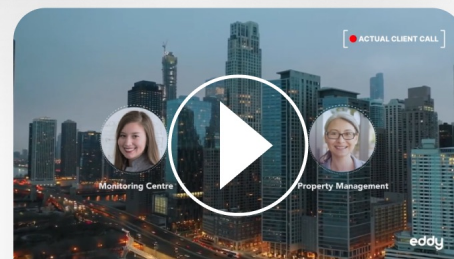 ACTUAL CLIENT CALL
Monitoring Centre
Property Management
eddy